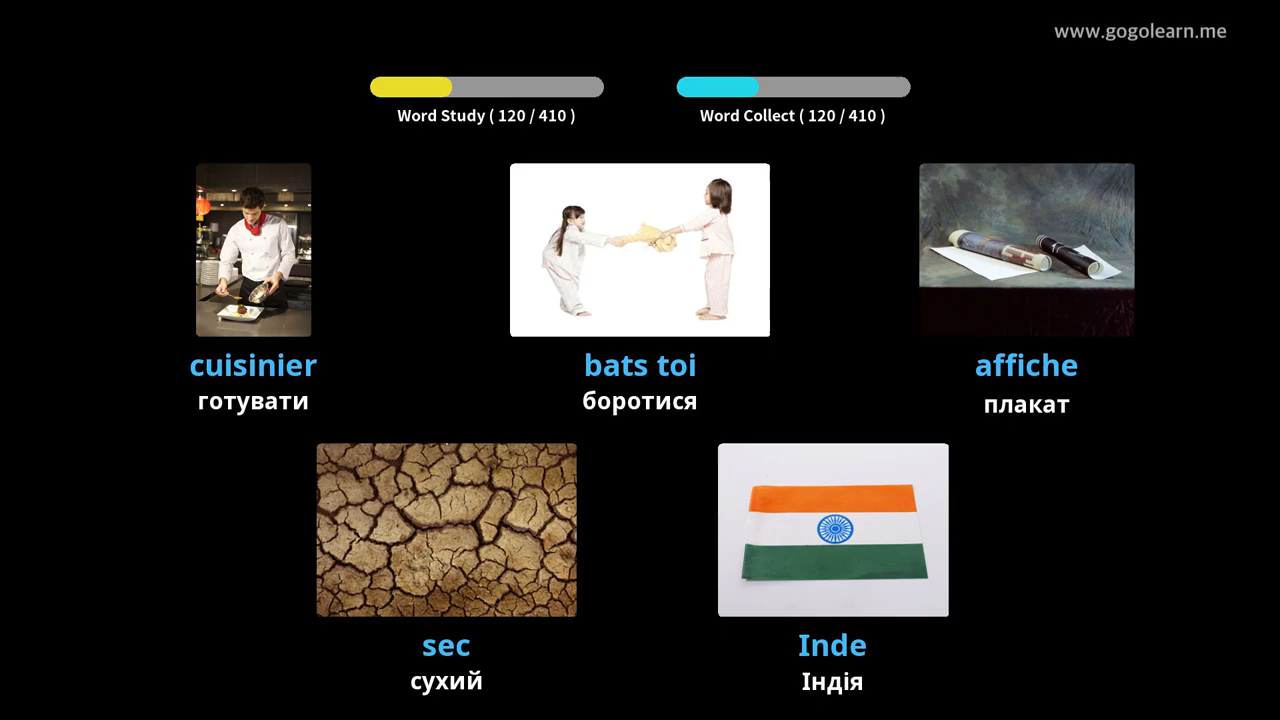 www.gogolearn.me
Word Study ( 120 / 410 )
Word Collect ( 120 / 410 )
cuisinier
готувати
bats toi
боротися
affiche
плакат
sec
сухий
Inde
Індія